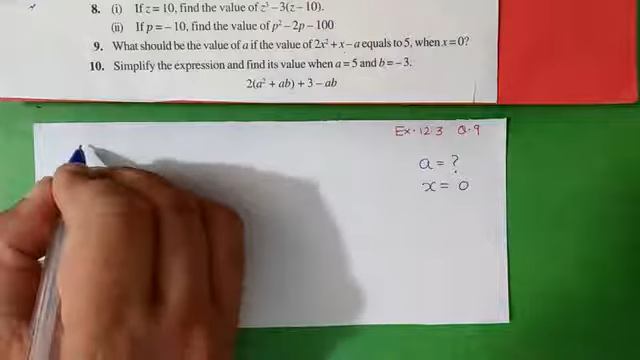 8. (i) If z = 10, find the value of z³ – 3(z – 10).
(ii) If p = – 10, find the value of p² – 2p – 100
9. What should be the value of a if the value of 2x² + x – a equals to 5, when x = 0?
10. Simplify the expression and find its value when a = 5 and b = – 3.
2(a² + ab) + 3 – ab
Ex·12·3 Q·9
a = ?
x = 0